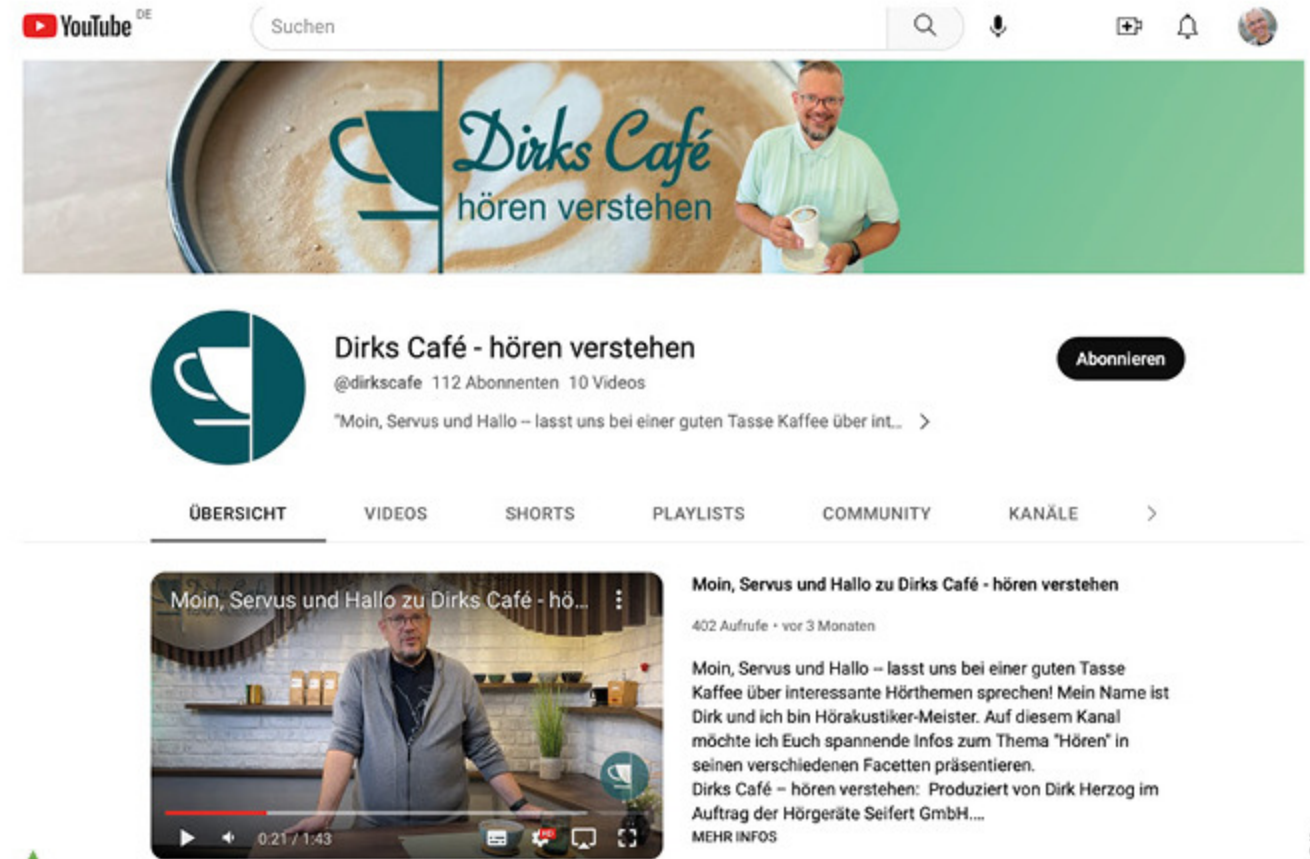 YouTube DE
Suchen
Dirks Café
hören verstehen
Dirks Café - hören verstehen
Abonnieren
@dirkscafe 112 Abonnenten 10 Videos
"Moin, Servus und Hallo – lasst uns bei einer guten Tasse Kaffee über int...
ÜBERSICHT VIDEOS SHORTS PLAYLISTS COMMUNITY KANÄLE
Moin, Servus und Hallo zu Dirks Café - hö...
0:21 / 1:43
HD
Moin, Servus und Hallo zu Dirks Café - hören verstehen
402 Aufrufe • vor 3 Monaten
Moin, Servus und Hallo – lasst uns bei einer guten Tasse
Kaffee über interessante Hörthemen sprechen! Mein Name ist
Dirk und ich bin Hörakustiker-Meister. Auf diesem Kanal
möchte ich Euch spannende Infos zum Thema "Hören" in
seinen verschiedenen Facetten präsentieren.
Dirks Café – hören verstehen: Produziert von Dirk Herzog im
Auftrag der Hörgeräte Seifert GmbH....
MEHR INFOS